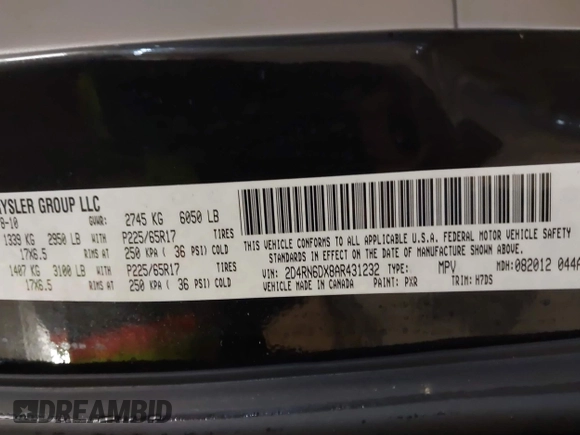 YSLER GROUP LLC
8-10 GVWR: 2745 KG 6050 LB
1339 KG 2950 LB WITH P225/65R17 TIRES
17X6.5 RIMS AT 250 KPA ( 36 PSI) COLD
1407 KG 3100 LB WITH P225/65R17 TIRES
17X6.5 RIMS AT 250 KPA ( 36 PSI) COLD
THIS VEHICLE CONFORMS TO ALL APPLICABLE U.S.A. FEDERAL MOTOR VEHICLE SAFETY
STANDARDS IN EFFECT ON THE DATE OF MANUFACTURE SHOWN ABOVE.
VIN: 2D4RN6DX8AR431232 TYPE: MPV MDH: 082012 044A
VEHICLE MADE IN CANADA PAINT: PXR TRIM: H7DS
DREAMBID